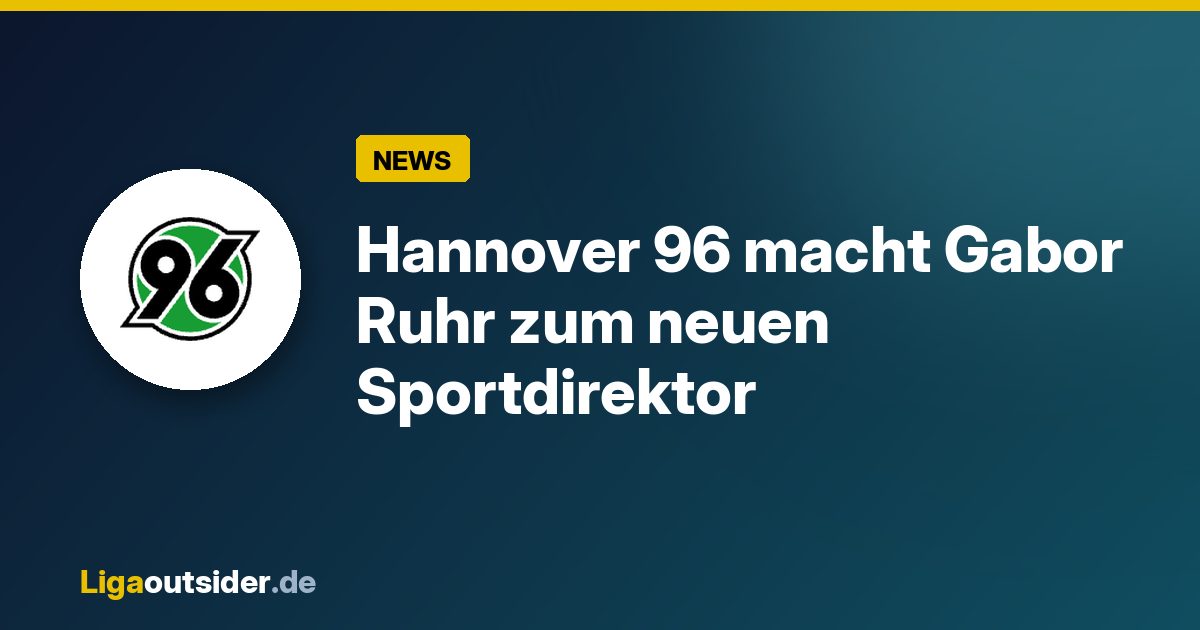 NEWS
96
Hannover 96 macht Gabor
Ruhr zum neuen
Sportdirektor
Ligaoutsider.de